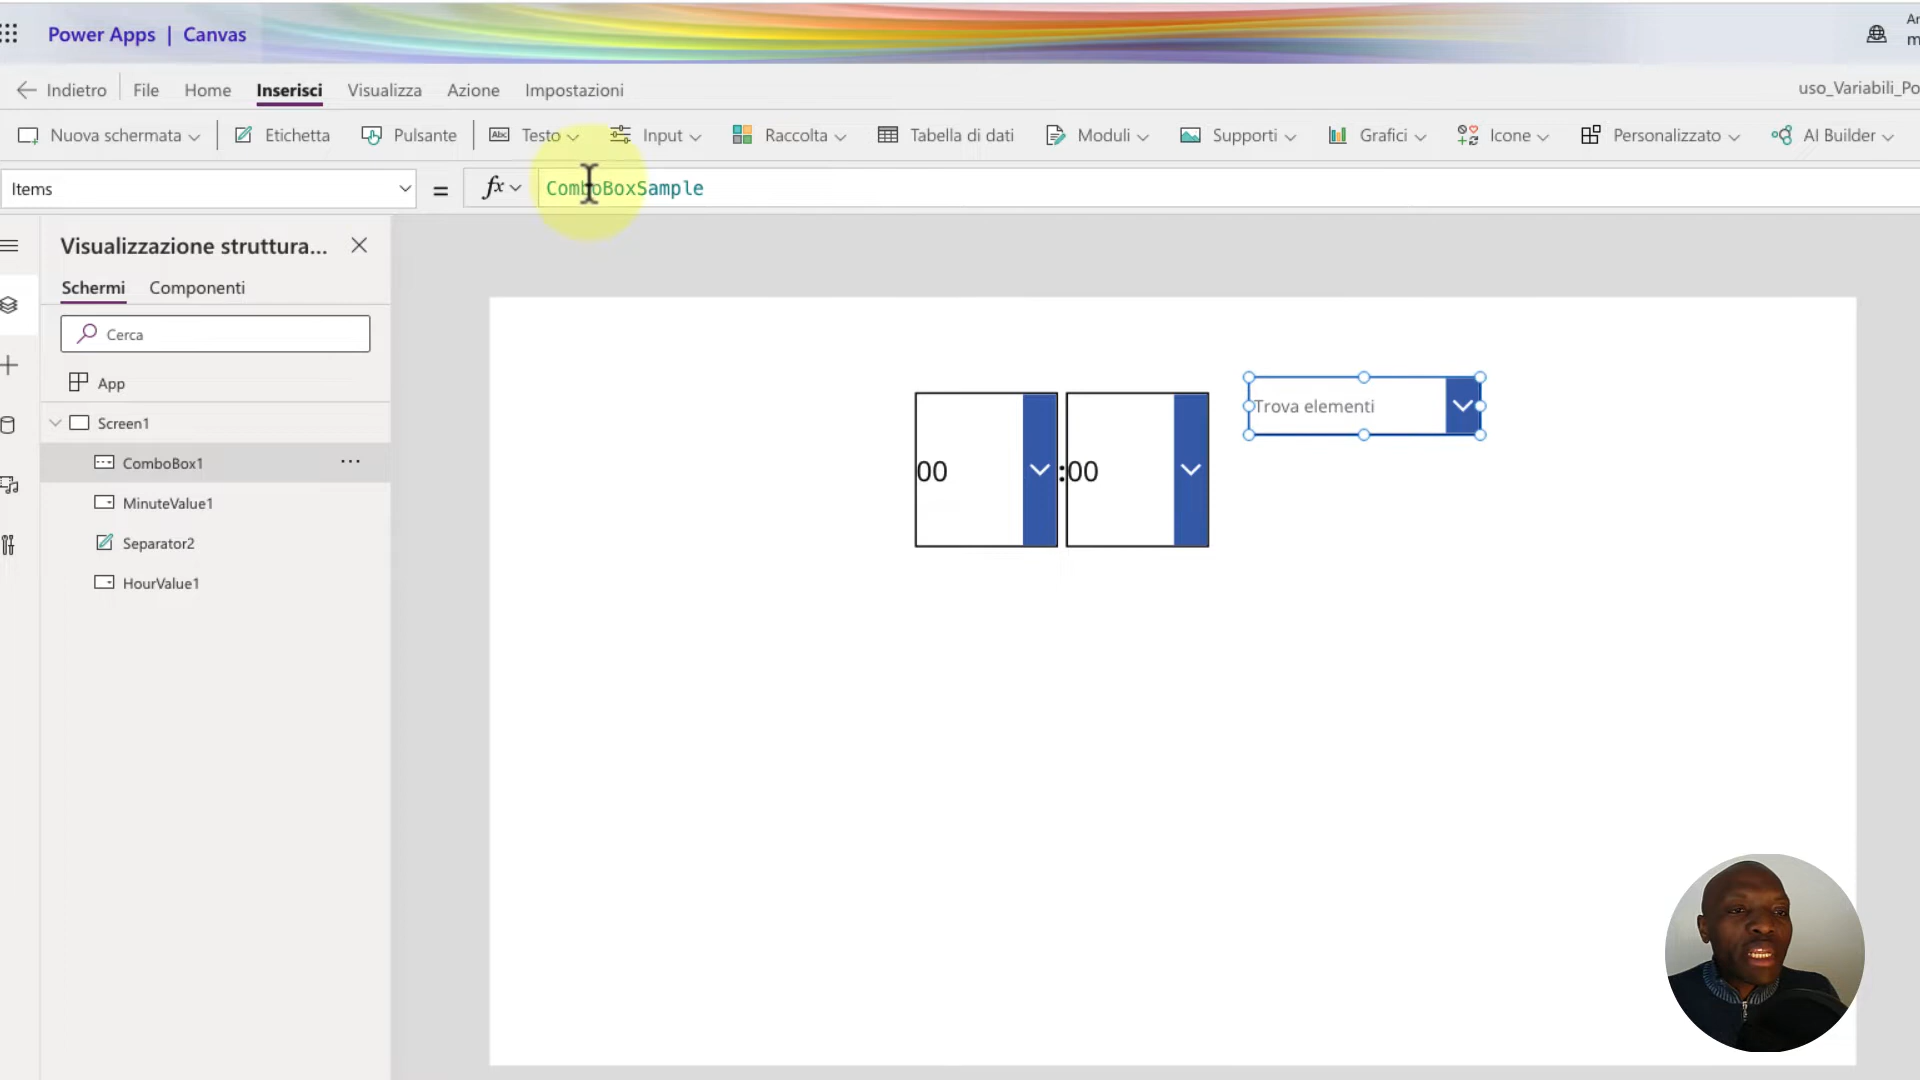 Power Apps | Canvas
Indietro File Home Inserisci Visualizza Azione Impostazioni
uso_Variabili_Po
Nuova schermata Etichetta Pulsante Testo Input Raccolta Tabella di dati Moduli Supporti Grafici Icone Personalizzato AI Builder
Items = fx ComboBoxSample
Visualizzazione struttura...
Schermi Componenti
Cerca
App
Screen1
ComboBox1 ...
MinuteValue1
Separator2
HourValue1
Trova elementi
00 : 00